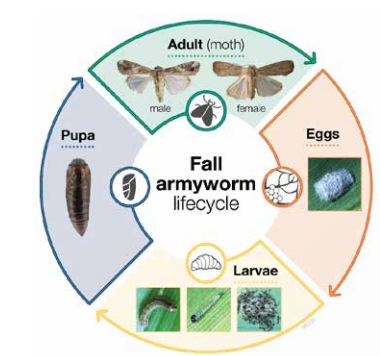 Adult (moth)
male
female
Pupa
Eggs
Fall
armyworm
lifecycle
Larvae